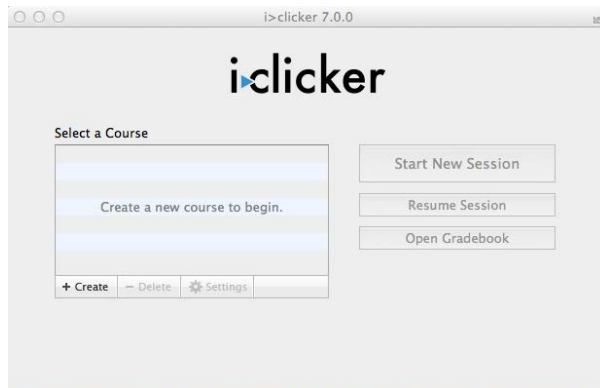 i>clicker 7.0.0
i>clicker
Select a Course
Create a new course to begin.
+ Create
− Delete
Settings
Start New Session
Resume Session
Open Gradebook